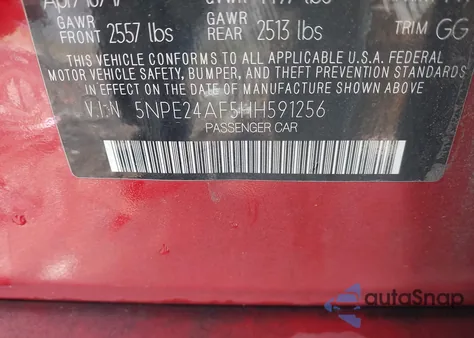 GAWR GAWR
FRONT 2557 lbs REAR 2513 lbs TRIM GG
THIS VEHICLE CONFORMS TO ALL APPLICABLE U.S.A. FEDERAL
MOTOR VEHICLE SAFETY, BUMPER, AND THEFT PREVENTION
STANDARDS IN EFFECT ON THE DATE OF MANUFACTURE SHOWN ABOVE
V.I.N 5NPE24AF5HH591256
PASSENGER CAR
autoSnap